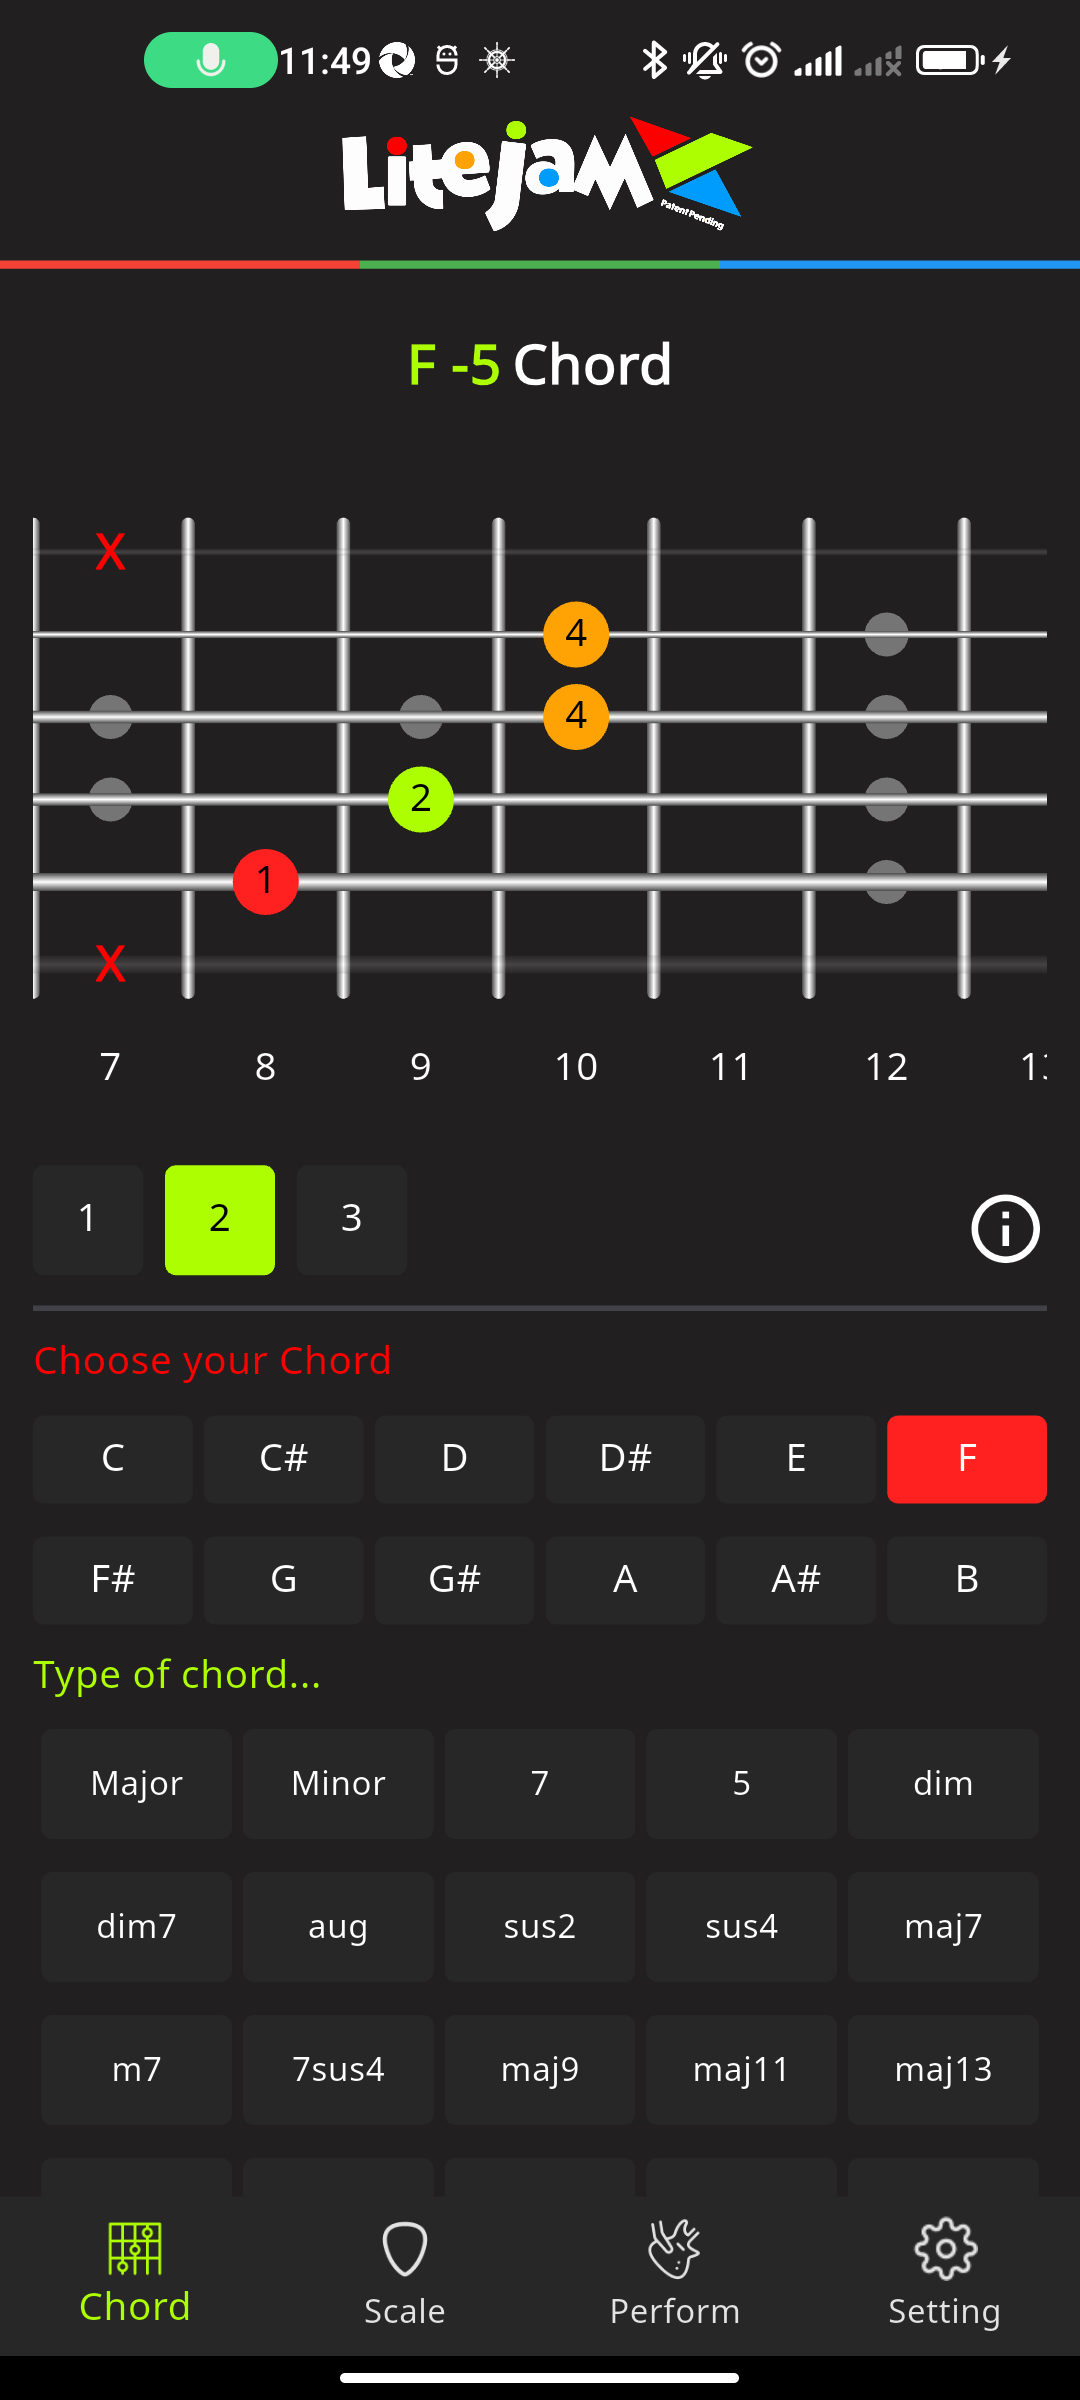 11:49
Litejam
Patent Pending
F -5 Chord
X
4
4
2
1
X
7 8 9 10 11 12
1 2 3
Choose your Chord
C C# D D# E F
F# G G# A A# B
Type of chord...
Major Minor 7 5 dim
dim7 aug sus2 sus4 maj7
m7 7sus4 maj9 maj11 maj13
Chord Scale Perform Setting